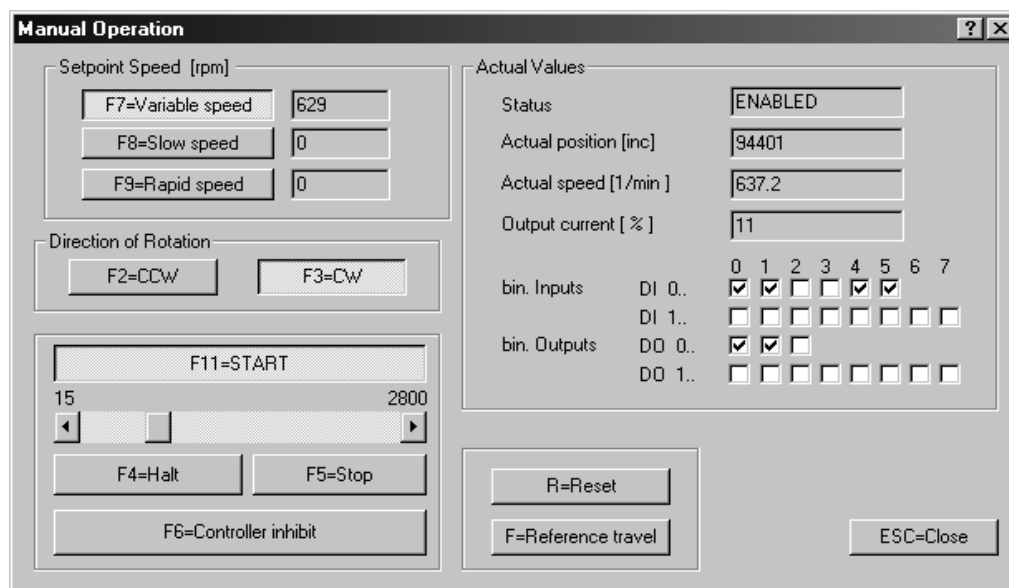 Manual Operation
Setpoint Speed [rpm]
F7=Variable speed 629
F8=Slow speed 0
F9=Rapid speed 0
Direction of Rotation
F2=CCW F3=CW
F11=START
15 2800
F4=Halt F5=Stop
F6=Controller inhibit
Actual Values
Status ENABLED
Actual position [inc] 94401
Actual speed [1/min ] 637.2
Output current [ % ] 11
0 1 2 3 4 5 6 7
bin. Inputs DI 0..
DI 1..
bin. Outputs DO 0..
DO 1..
R=Reset
F=Reference travel
ESC=Close